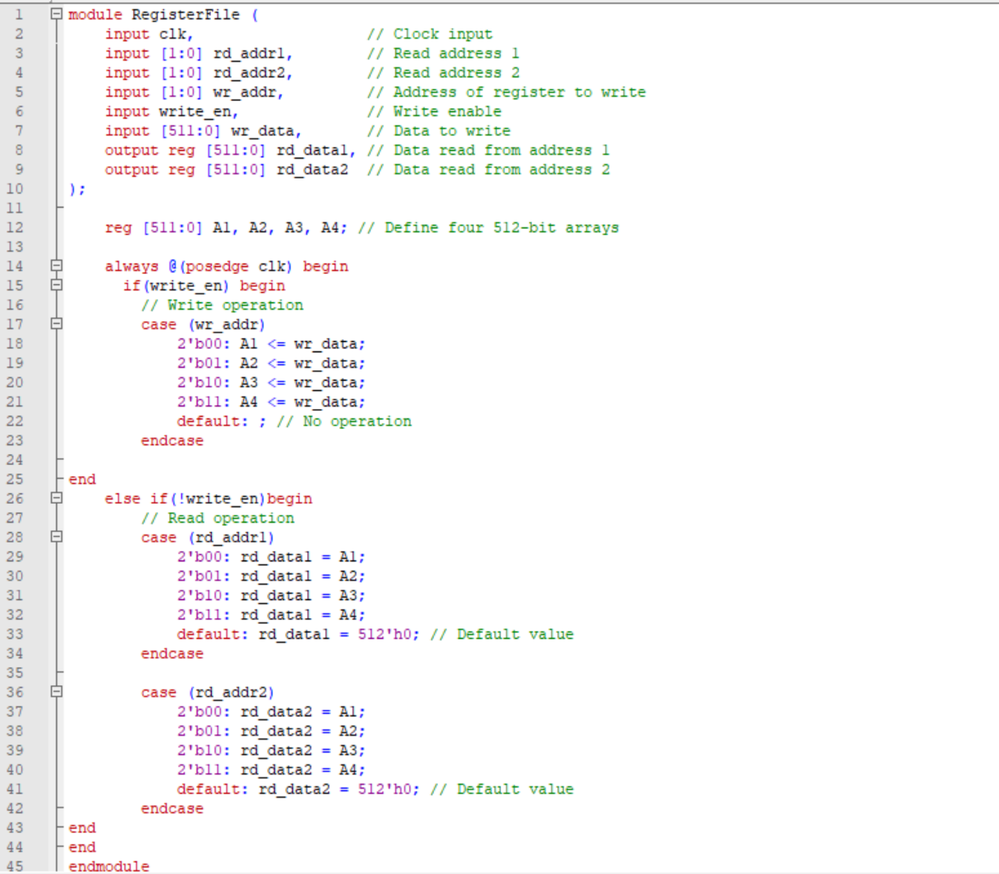 1 module RegisterFile (
2     input clk,                   // Clock input
3     input [1:0] rd_addr1,        // Read address 1
4     input [1:0] rd_addr2,        // Read address 2
5     input [1:0] wr_addr,         // Address of register to write
6     input write_en,              // Write enable
7     input [511:0] wr_data,       // Data to write
8     output reg [511:0] rd_data1, // Data read from address 1
9     output reg [511:0] rd_data2  // Data read from address 2
10 );
11
12     reg [511:0] A1, A2, A3, A4; // Define four 512-bit arrays
13
14     always @(posedge clk) begin
15       if(write_en) begin
16         // Write operation
17         case (wr_addr)
18             2'b00: A1 <= wr_data;
19             2'b01: A2 <= wr_data;
20             2'b10: A3 <= wr_data;
21             2'b11: A4 <= wr_data;
22             default: ; // No operation
23         endcase
24
25 end
26     else if(!write_en)begin
27         // Read operation
28         case (rd_addr1)
29             2'b00: rd_data1 = A1;
30             2'b01: rd_data1 = A2;
31             2'b10: rd_data1 = A3;
32             2'b11: rd_data1 = A4;
33             default: rd_data1 = 512'h0; // Default value
34         endcase
35
36         case (rd_addr2)
37             2'b00: rd_data2 = A1;
38             2'b01: rd_data2 = A2;
39             2'b10: rd_data2 = A3;
40             2'b11: rd_data2 = A4;
41             default: rd_data2 = 512'h0; // Default value
42         endcase
43 end
44 end
45 endmodule